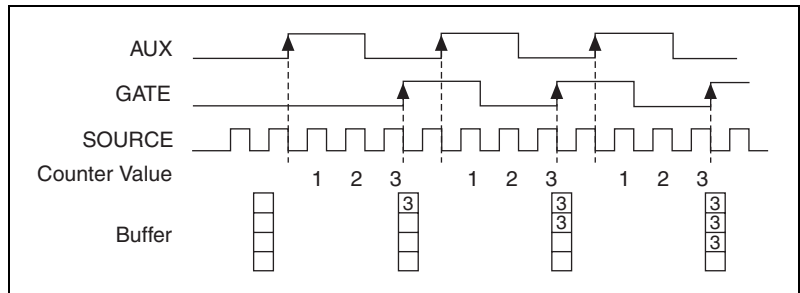 AUX
GATE
SOURCE
Counter Value 1 2 3 1 2 3 1 2 3
Buffer
3 3 3
3 3
3